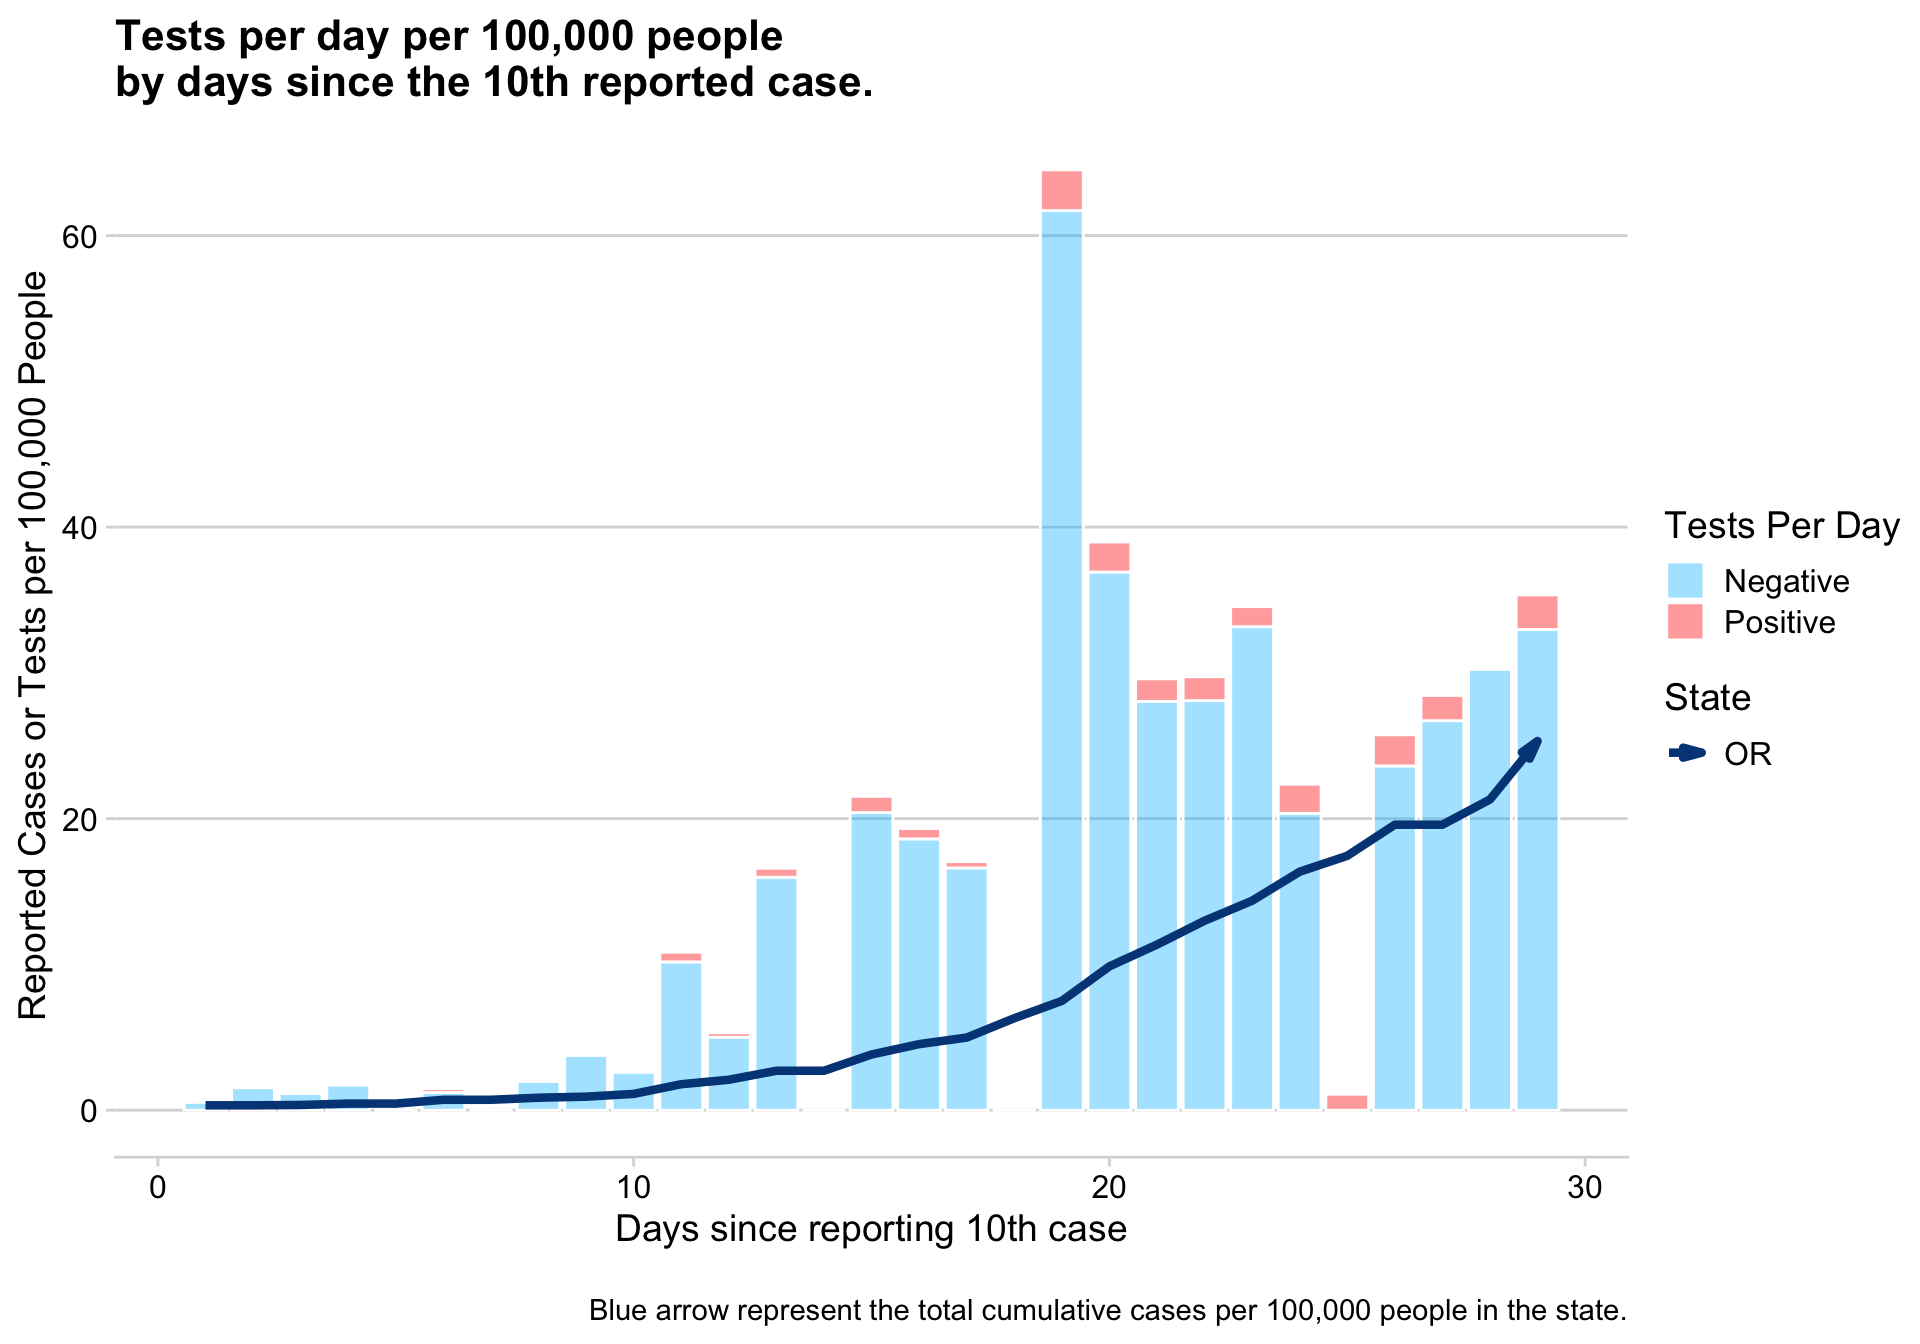 Tests per day per 100,000 people
by days since the 10th reported case.
Reported Cases or Tests per 100,000 People
60
40
20
0
0
10
20
30
Days since reporting 10th case
Tests Per Day
Negative
Positive
State
OR
Blue arrow represent the total cumulative cases per 100,000 people in the state.